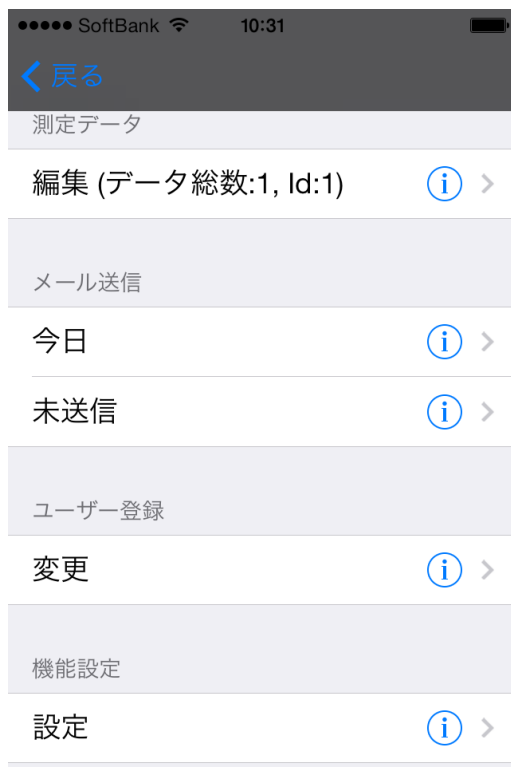 SoftBank 10:31
戻る
測定データ
編集 (データ総数:1, Id:1)
メール送信
今日
未送信
ユーザー登録
変更
機能設定
設定